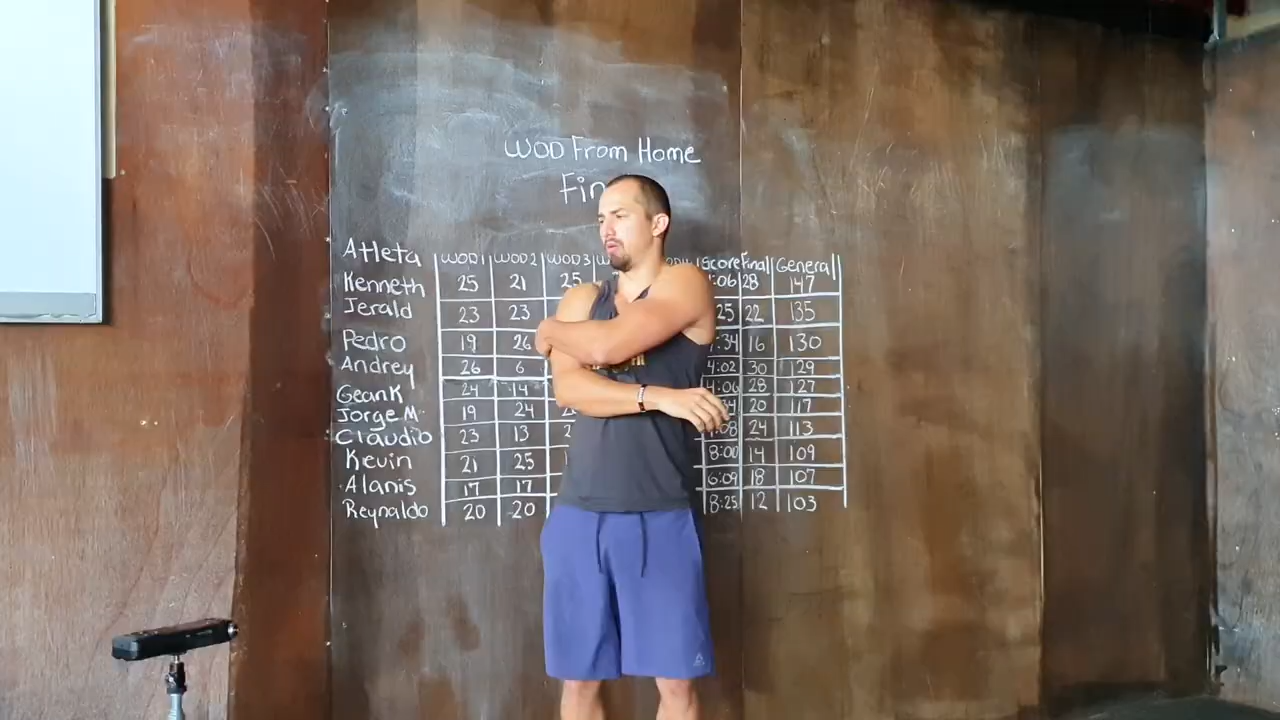 WOD From Home
Atleta WOD1 WOD2 WOD3 Score Final General
Kenneth 25 21 25 :06 28 147
Jerald 23 23 25 22 135
Pedro 19 26 :34 16 130
Andrey 26 6 4:02 30 129
GeanK 24 14 4:06 28 127
Jorge M. 19 24 20 117
Claudio 23 13 :08 24 113
Kevin 21 25 8:00 14 109
Alanis 17 17 6:09 18 107
Reynaldo 20 20 8:25 12 103